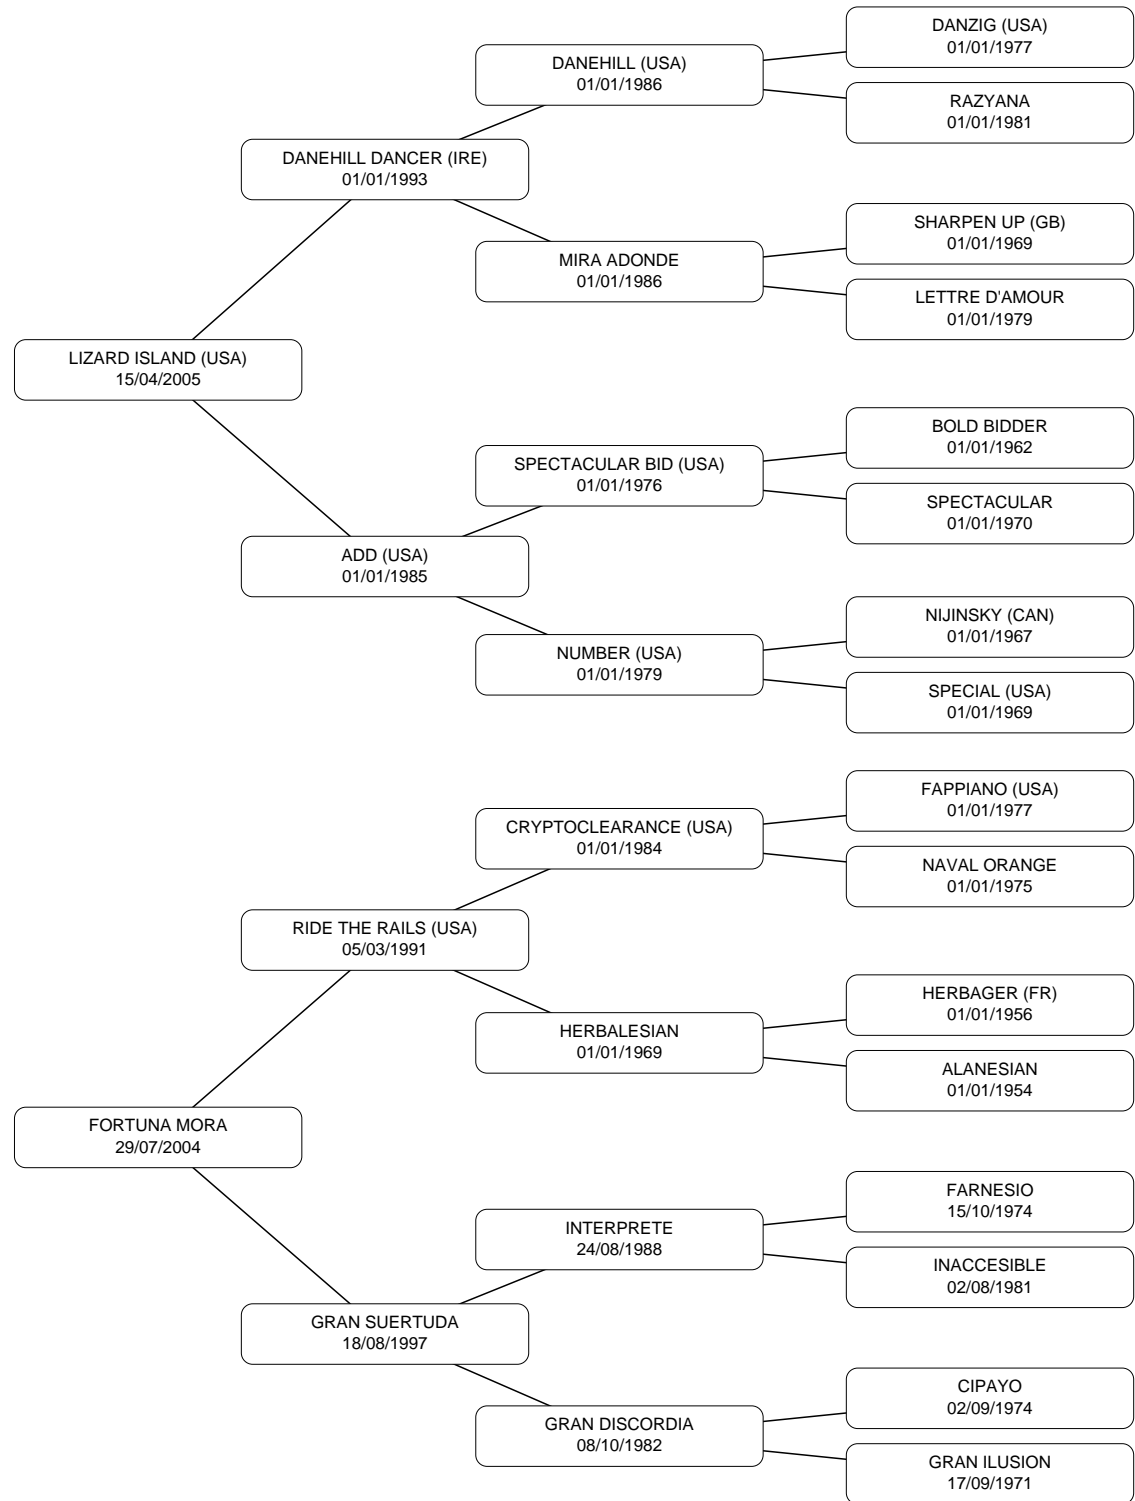 DANZIG (USA)
01/01/1977
DANEHILL (USA)
01/01/1986
RAZYANA
01/01/1981
DANEHILL DANCER (IRE)
01/01/1993
SHARPEN UP (GB)
01/01/1969
MIRA ADONDE
01/01/1986
LETTRE D'AMOUR
01/01/1979
LIZARD ISLAND (USA)
15/04/2005
BOLD BIDDER
01/01/1962
SPECTACULAR BID (USA)
01/01/1976
SPECTACULAR
01/01/1970
ADD (USA)
01/01/1985
NIJINSKY (CAN)
01/01/1967
NUMBER (USA)
01/01/1979
SPECIAL (USA)
01/01/1969
FAPPIANO (USA)
01/01/1977
CRYPTOCLEARANCE (USA)
01/01/1984
NAVAL ORANGE
01/01/1975
RIDE THE RAILS (USA)
05/03/1991
HERBAGER (FR)
01/01/1956
HERBALESIAN
01/01/1969
ALANESIAN
01/01/1954
FORTUNA MORA
29/07/2004
FARNESIO
15/10/1974
INTERPRETE
24/08/1988
INACCESIBLE
02/08/1981
GRAN SUERTUDA
18/08/1997
CIPAYO
02/09/1974
GRAN DISCORDIA
08/10/1982
GRAN ILUSION
17/09/1971